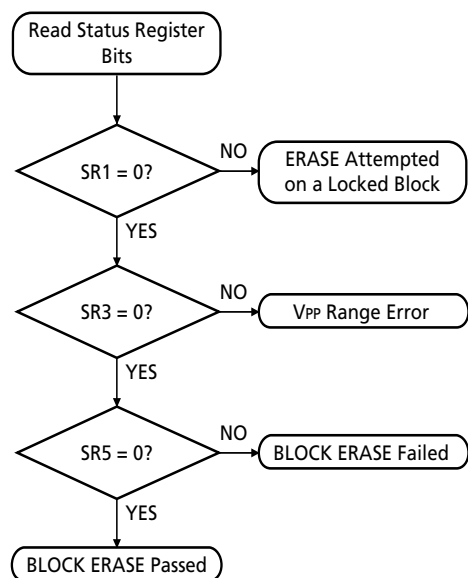 Read Status Register
Bits
SR1 = 0?
NO
ERASE Attempted
on a Locked Block
YES
SR3 = 0?
NO
VPP Range Error
YES
SR5 = 0?
NO
BLOCK ERASE Failed
YES
BLOCK ERASE Passed